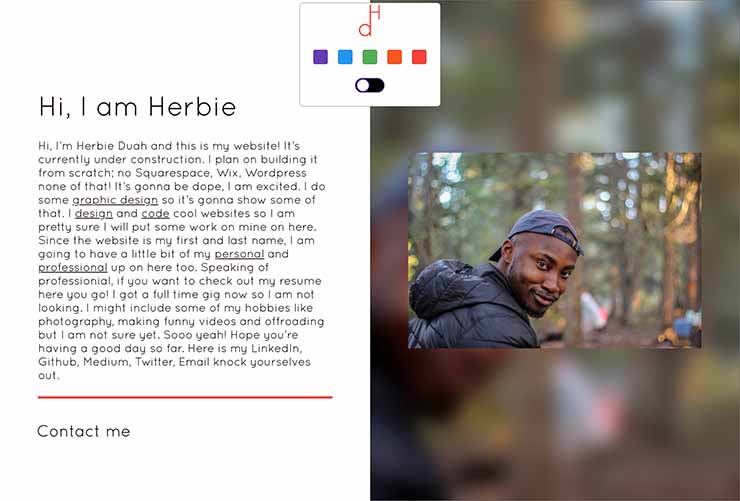 dH
Hi, I am Herbie
Hi, I'm Herbie Duah and this is my website! It's
currently under construction. I plan on building it
from scratch; no Squarespace, Wix, Wordpress
none of that! It's gonna be dope, I am excited. I do
some graphic design so it's gonna show some of
that. I design and code cool websites so I am
pretty sure I will put some work on mine on here.
Since the website is my first and last name, I am
going to have a little bit of my personal and
professional up on here too. Speaking of
professionial, if you want to check out my resume
here you go! I got a full time gig now so I am not
looking. I might include some of my hobbies like
photography, making funny videos and offroading
but I am not sure yet. Sooo yeah! Hope you're
having a good day so far. Here is my LinkedIn,
Github, Medium, Twitter, Email knock yourselves
out.
Contact me